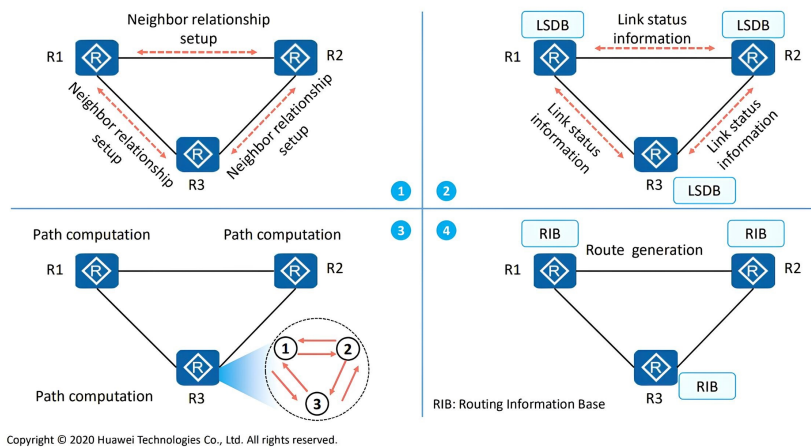 Neighbor relationship
setup
R1
R2
Neighbor relationship
setup
Neighbor relationship
setup
R
R
R
R3
1
LSDB
Link status
information
LSDB
R1
R2
Link status
information
Link status
information
R
R
R
R3
LSDB
2
3
Path computation
Path computation
R1
R2
R
R
R
R3
Path computation
1
2
3
4
RIB
Route generation
RIB
R1
R2
R
R
R
R3
RIB
RIB: Routing Information Base
Copyright © 2020 Huawei Technologies Co., Ltd. All rights reserved.